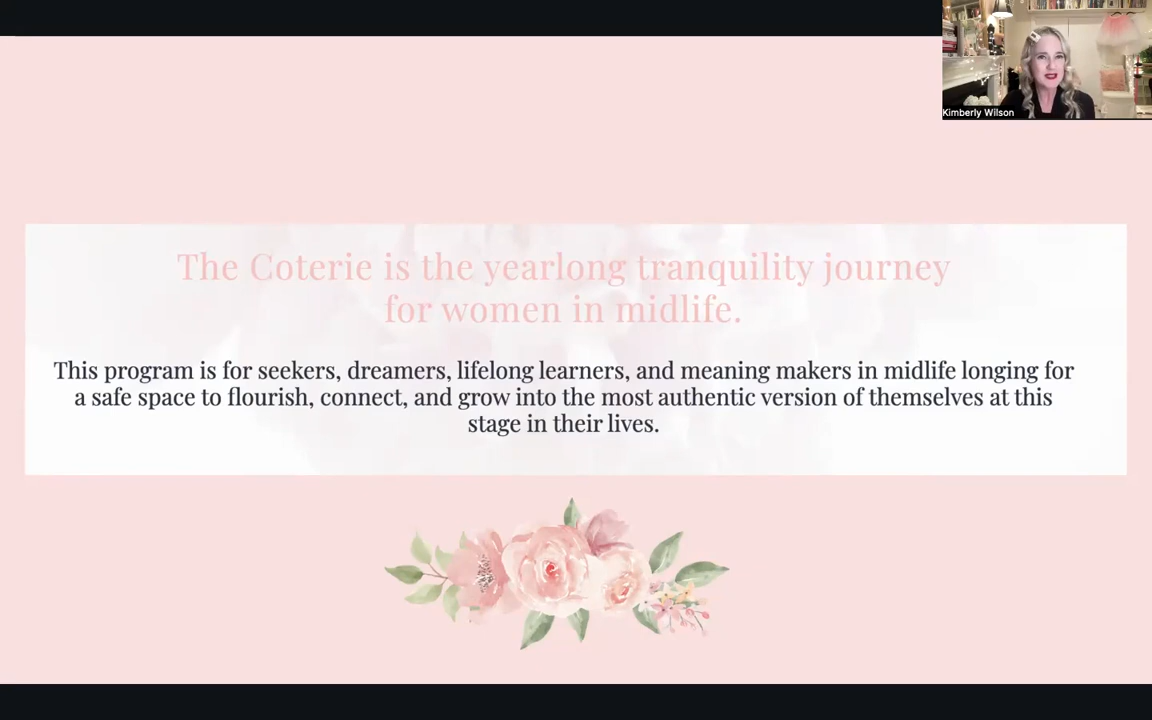 Kimberly Wilson
The Coterie is the yearlong tranquility journey
for women in midlife.
This program is for seekers, dreamers, lifelong learners, and meaning makers in midlife longing for
a safe space to flourish, connect, and grow into the most authentic version of themselves at this
stage in their lives.